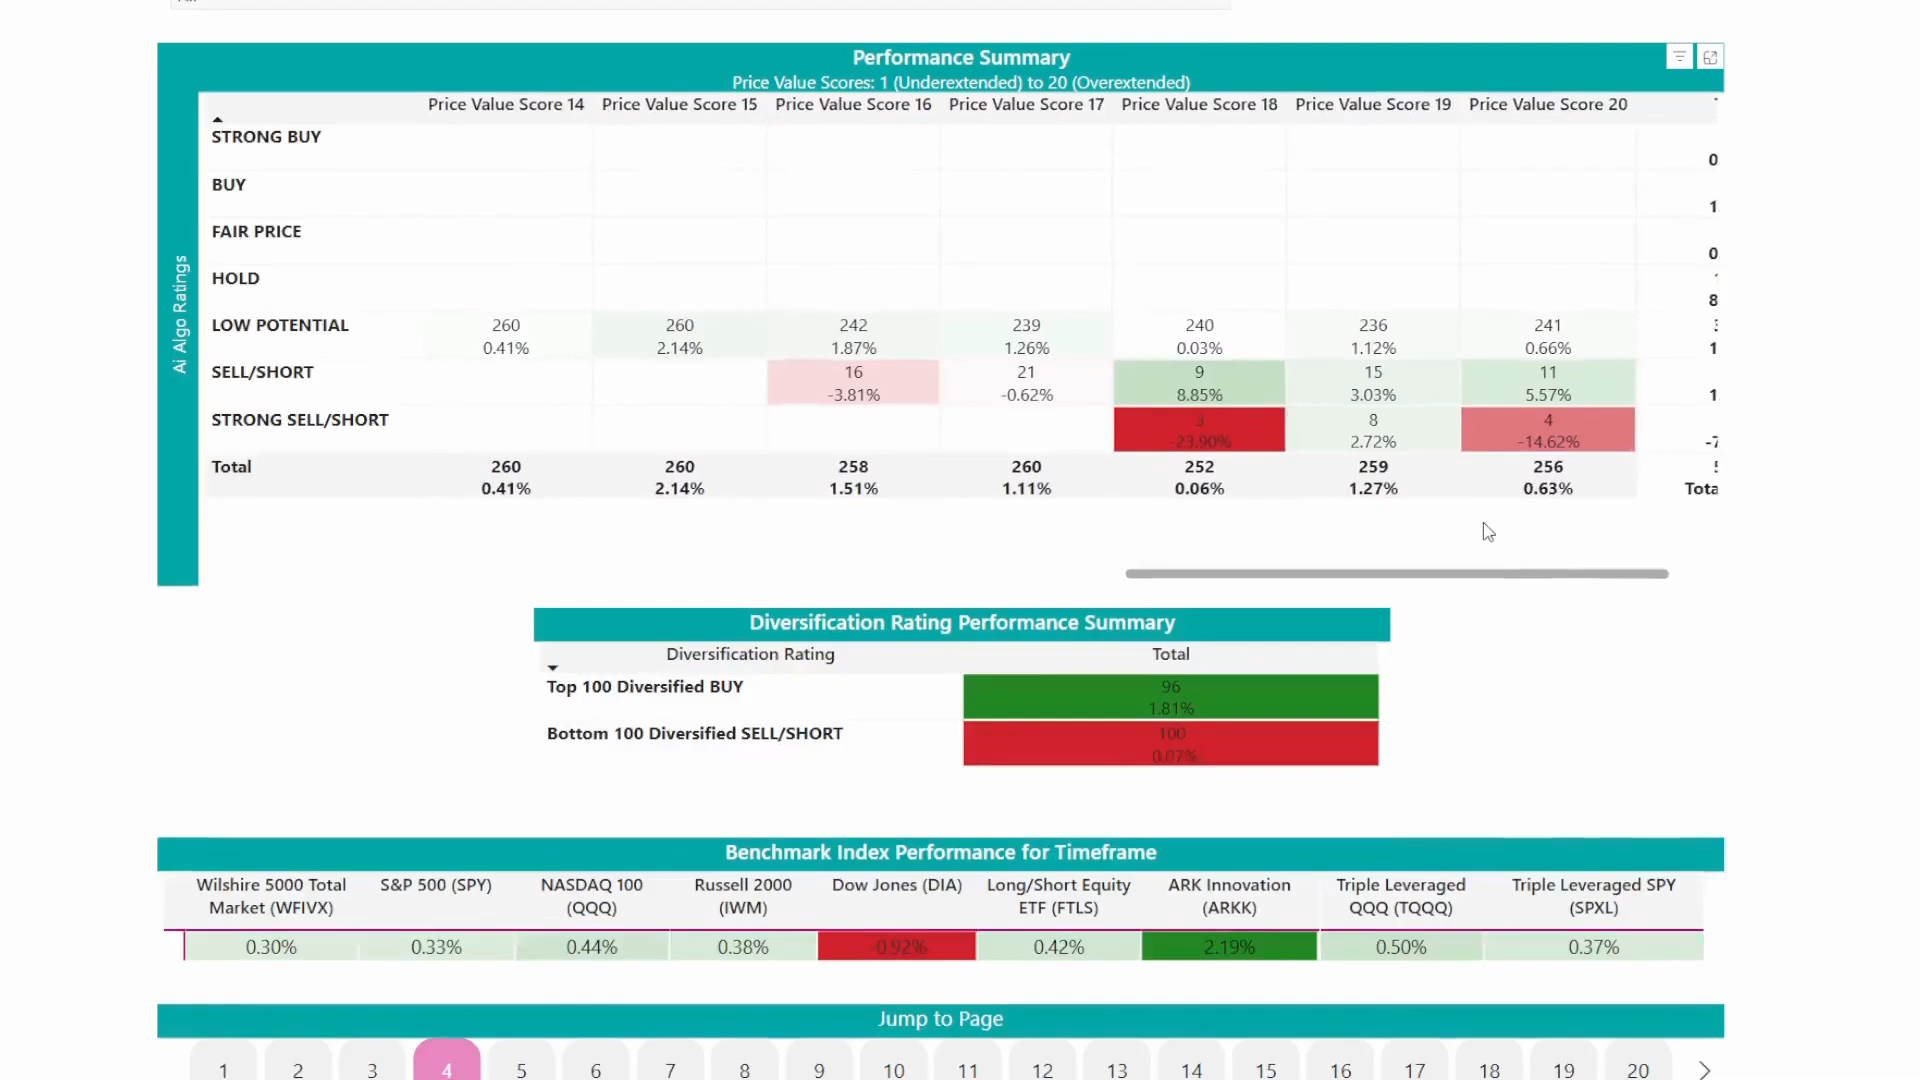 Performance Summary
Price Value Scores: 1 (Underextended) to 20 (Overextended)
Price Value Score 14 Price Value Score 15 Price Value Score 16 Price Value Score 17 Price Value Score 18 Price Value Score 19 Price Value Score 20
Ai Algo Ratings
STRONG BUY
0
BUY
1
FAIR PRICE
0
HOLD
8
LOW POTENTIAL 260 260 242 239 240 236 241
0.41% 2.14% 1.87% 1.26% 0.03% 1.12% 0.66% 1
SELL/SHORT 16 21 9 15 11
-3.81% -0.62% 8.85% 3.03% 5.57% 1
STRONG SELL/SHORT 3 8 4
-23.90% 2.72% -14.62% -7
Total 260 260 258 260 252 259 256
0.41% 2.14% 1.51% 1.11% 0.06% 1.27% 0.63% Tota
Diversification Rating Performance Summary
Diversification Rating Total
Top 100 Diversified BUY 96
1.81%
Bottom 100 Diversified SELL/SHORT 100
0.07%
Benchmark Index Performance for Timeframe
Wilshire 5000 Total S&P 500 (SPY) NASDAQ 100 Russell 2000 Dow Jones (DIA) Long/Short Equity ARK Innovation Triple Leveraged Triple Leveraged SPY
Market (WFIVX) (QQQ) (IWM) ETF (FTLS) (ARKK) QQQ (TQQQ) (SPXL)
0.30% 0.33% 0.44% 0.38% -0.92% 0.42% 2.19% 0.50% 0.37%
Jump to Page
1 2 3 4 5 6 7 8 9 10 11 12 13 14 15 16 17 18 19 20